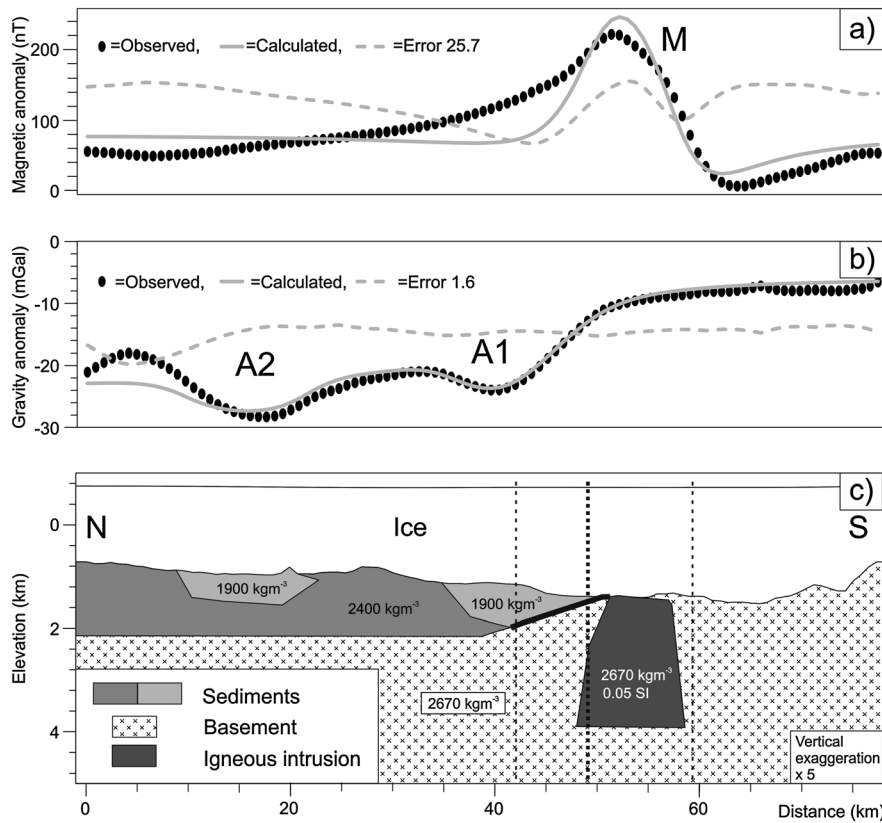 a)
Magnetic anomaly (nT)
200
100
0
=Observed, =Calculated, =Error 25.7
M
b)
Gravity anomaly (mGal)
0
-10
-20
-30
=Observed, =Calculated, =Error 1.6
A2
A1
c)
Elevation (km)
0
2
4
N
Ice
S
1900 kgm⁻³
2400 kgm⁻³
1900 kgm⁻³
2670 kgm⁻³
0.05 SI
2670 kgm⁻³
Sediments
Basement
Igneous intrusion
Vertical
exaggeration
x 5
0 20 40 60 Distance (km)